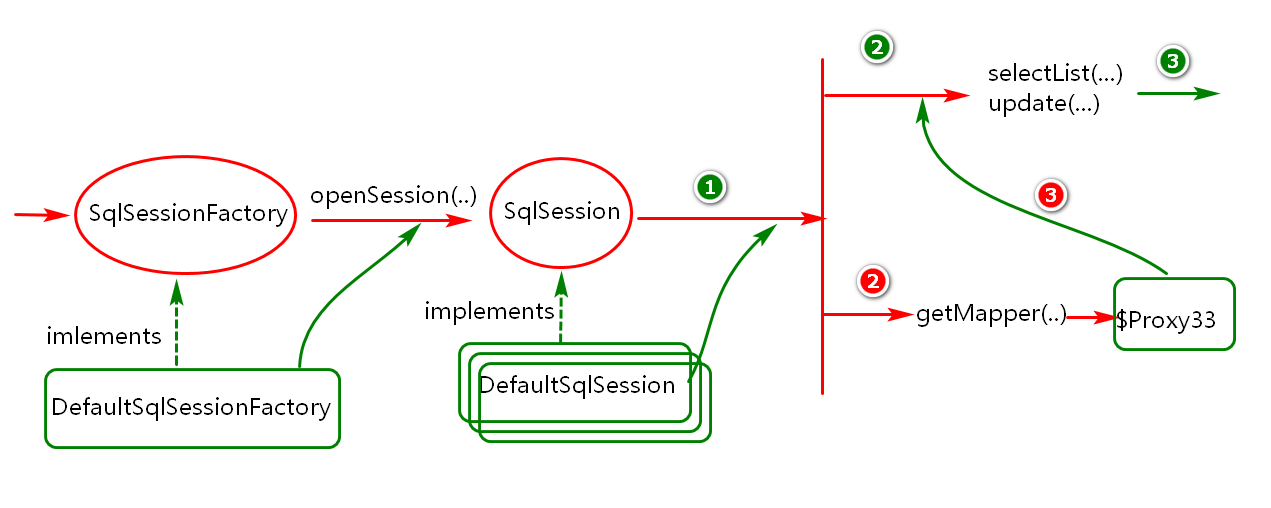 2
selectList(...)
3
update(...)
openSession(..)
1
3
SqlSessionFactory
SqlSession
2
implements
getMapper(..)
$Proxy33
imlements
DefaultSqlSession
DefaultSqlSessionFactory